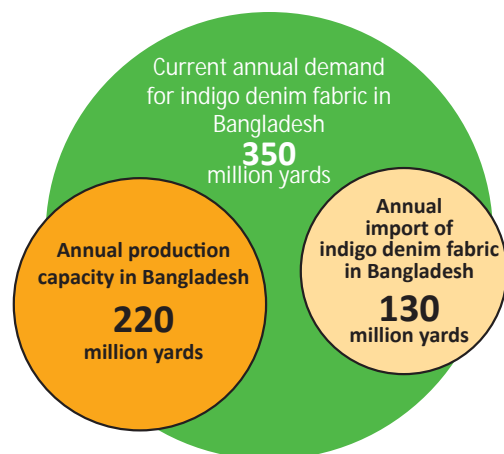 Current annual demand
for indigo denim fabric in
Bangladesh
350
million yards
Annual production
capacity in Bangladesh
220
million yards
Annual
import of
indigo denim fabric
in Bangladesh
130
million yards